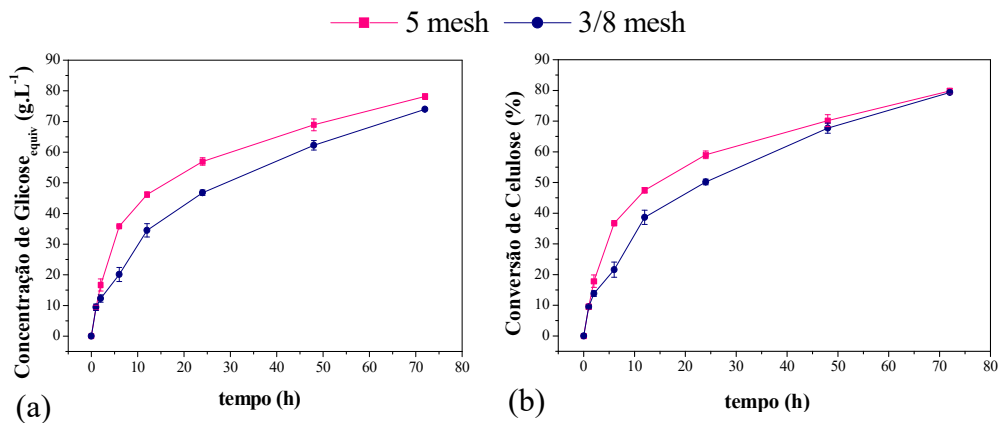 5 mesh 3/8 mesh
Concentração de Glicose equiv (g.L-1)
80
70
60
50
40
30
20
10
0
0 10 20 30 40 50 60 70 80
tempo (h)
(a)
Conversão de Celulose (%)
90
80
70
60
50
40
30
20
10
0
0 10 20 30 40 50 60 70 80
tempo (h)
(b)